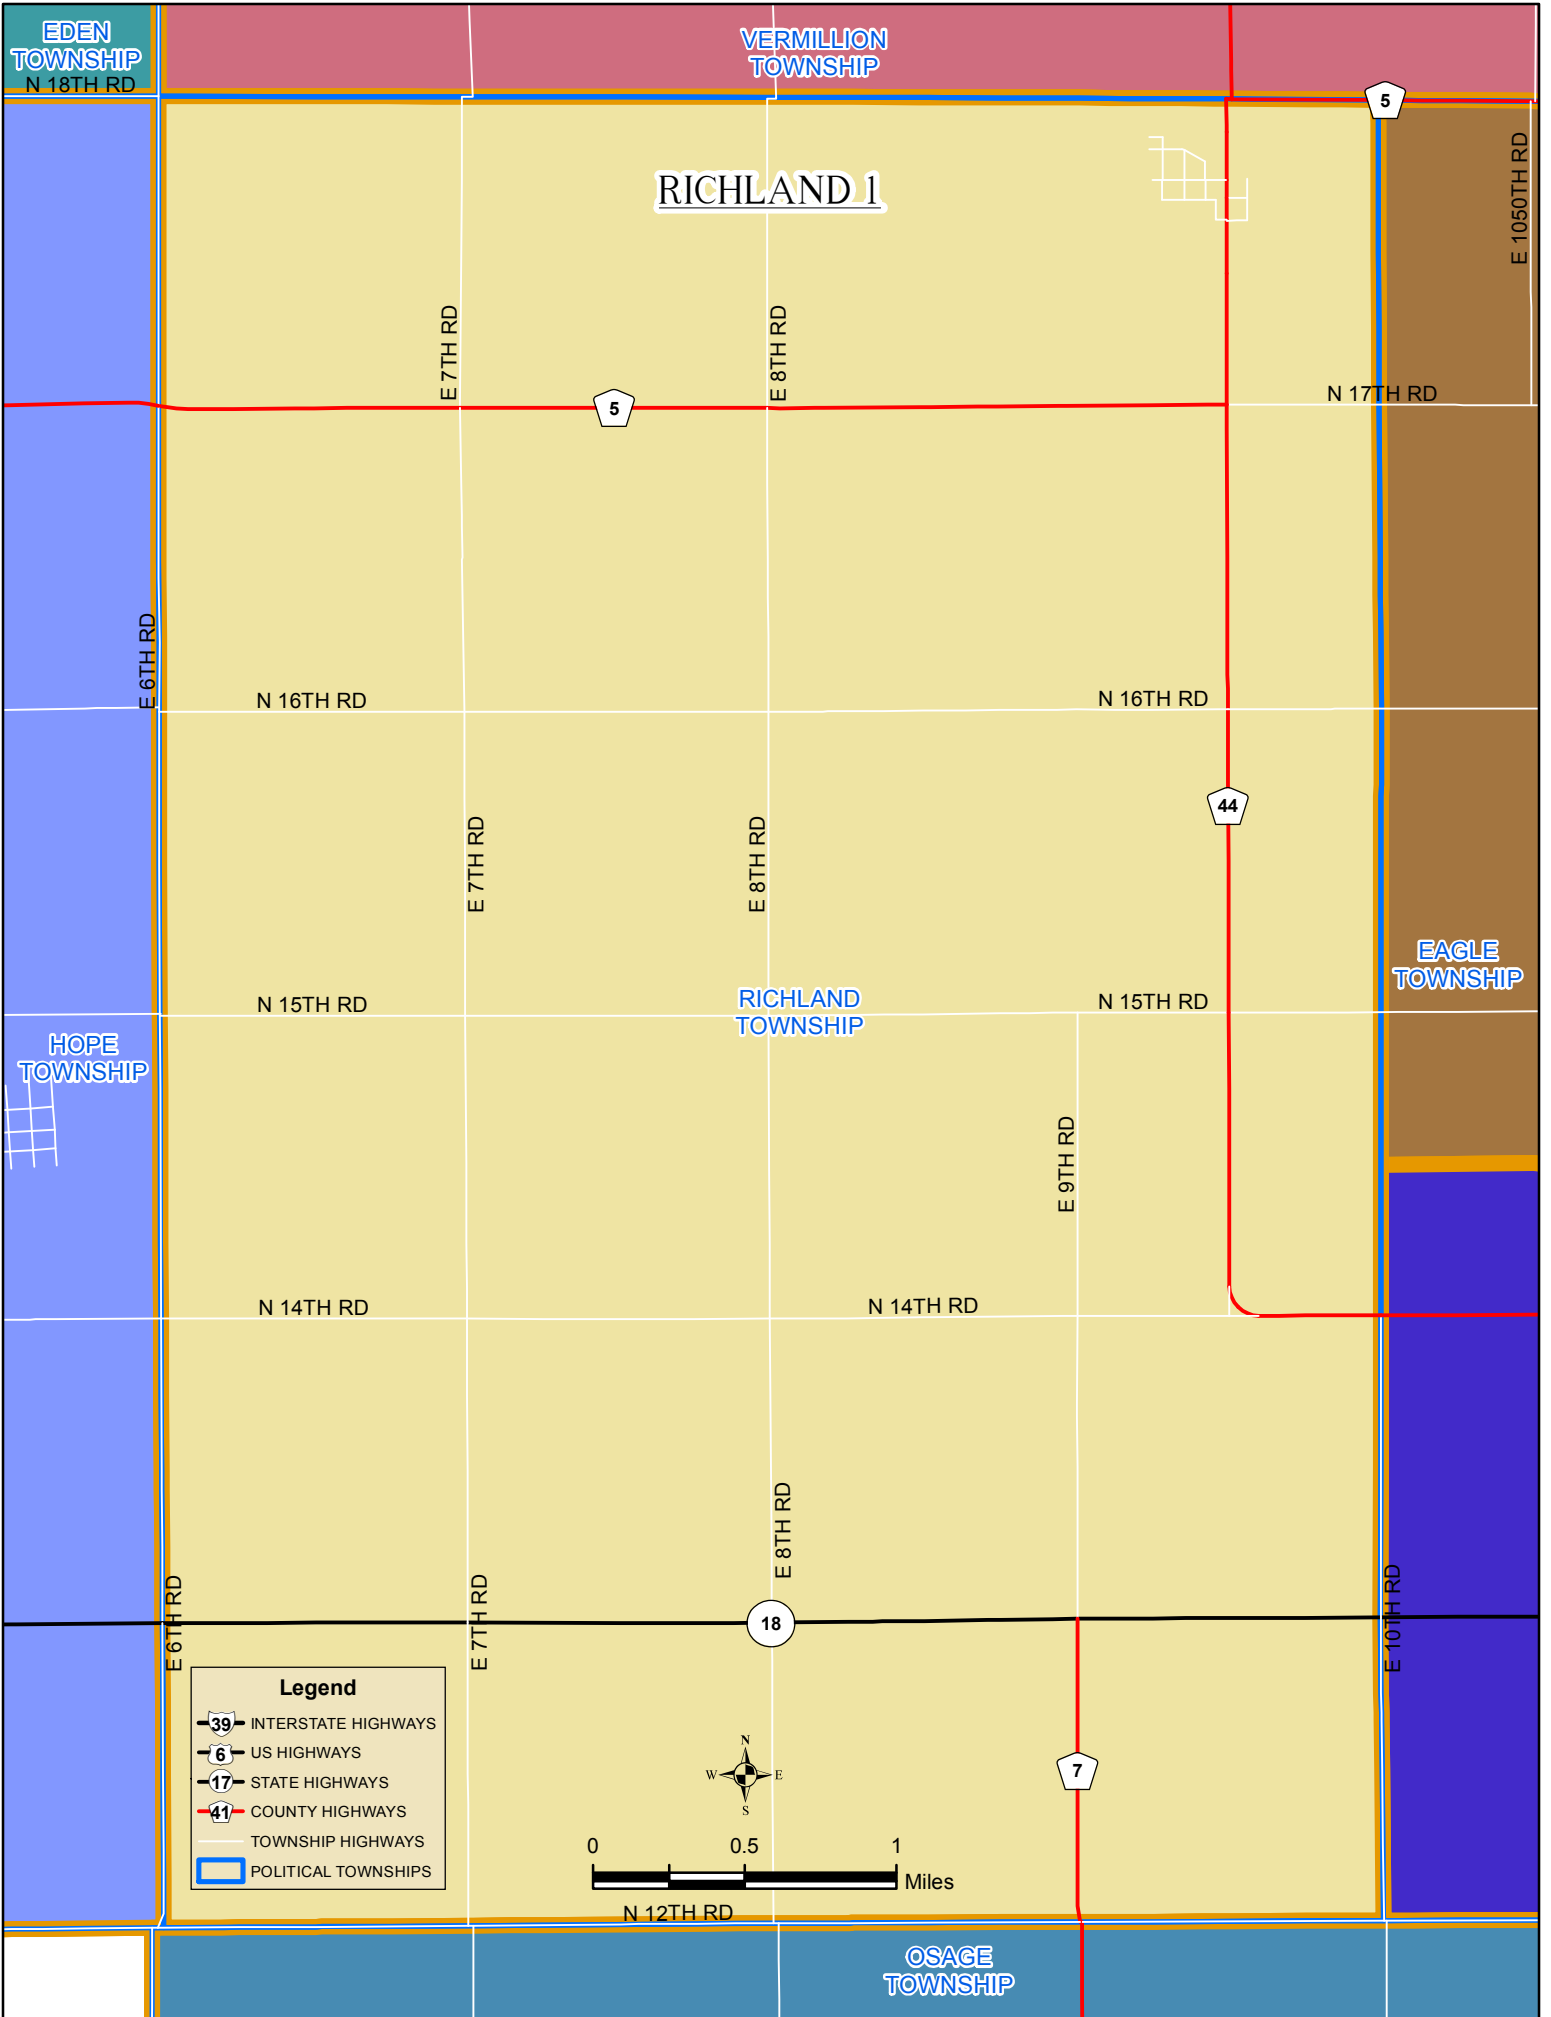 EDEN
TOWNSHIP
N 18TH RD
VERMILLION
TOWNSHIP
5
E 1050TH RD
RICHLAND 1
E 7TH RD
E 8TH RD
5
N 17TH RD
E 6TH RD
N 16TH RD
N 16TH RD
44
E 7TH RD
E 8TH RD
EAGLE
TOWNSHIP
N 15TH RD
RICHLAND
TOWNSHIP
N 15TH RD
HOPE
TOWNSHIP
E 9TH RD
N 14TH RD
N 14TH RD
E 8TH RD
E 6TH RD
E 7TH RD
18
E 10TH RD
Legend
39 INTERSTATE HIGHWAYS
6 US HIGHWAYS
17 STATE HIGHWAYS
41 COUNTY HIGHWAYS
TOWNSHIP HIGHWAYS
POLITICAL TOWNSHIPS
N
W E
S
7
0 0.5 1
Miles
N 12TH RD
OSAGE
TOWNSHIP